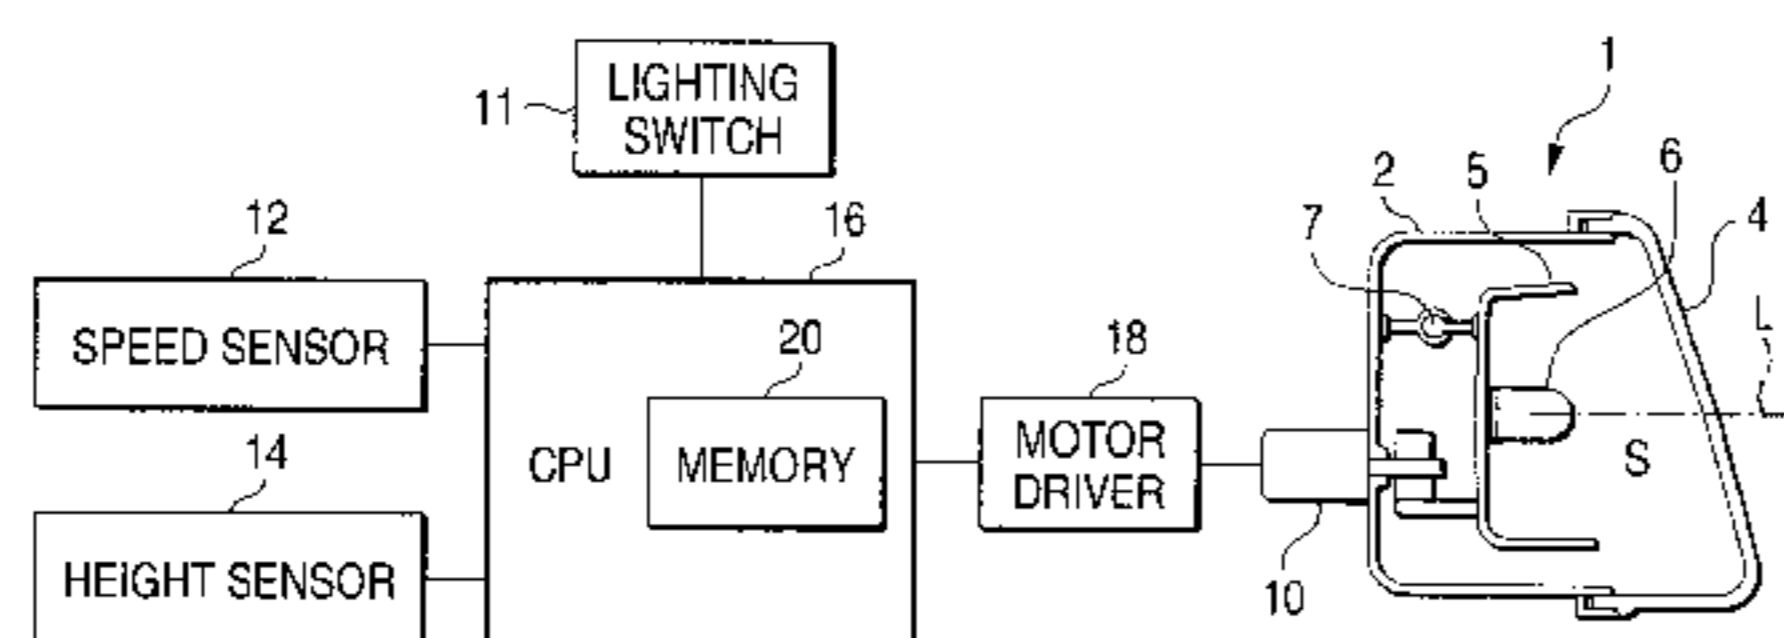 1
LIGHTING
SWITCH
11
2
5
6
7
4
12
16
SPEED SENSOR
20
18
L
CPU
MEMORY
MOTOR
DRIVER
S
14
HEIGHT SENSOR
10